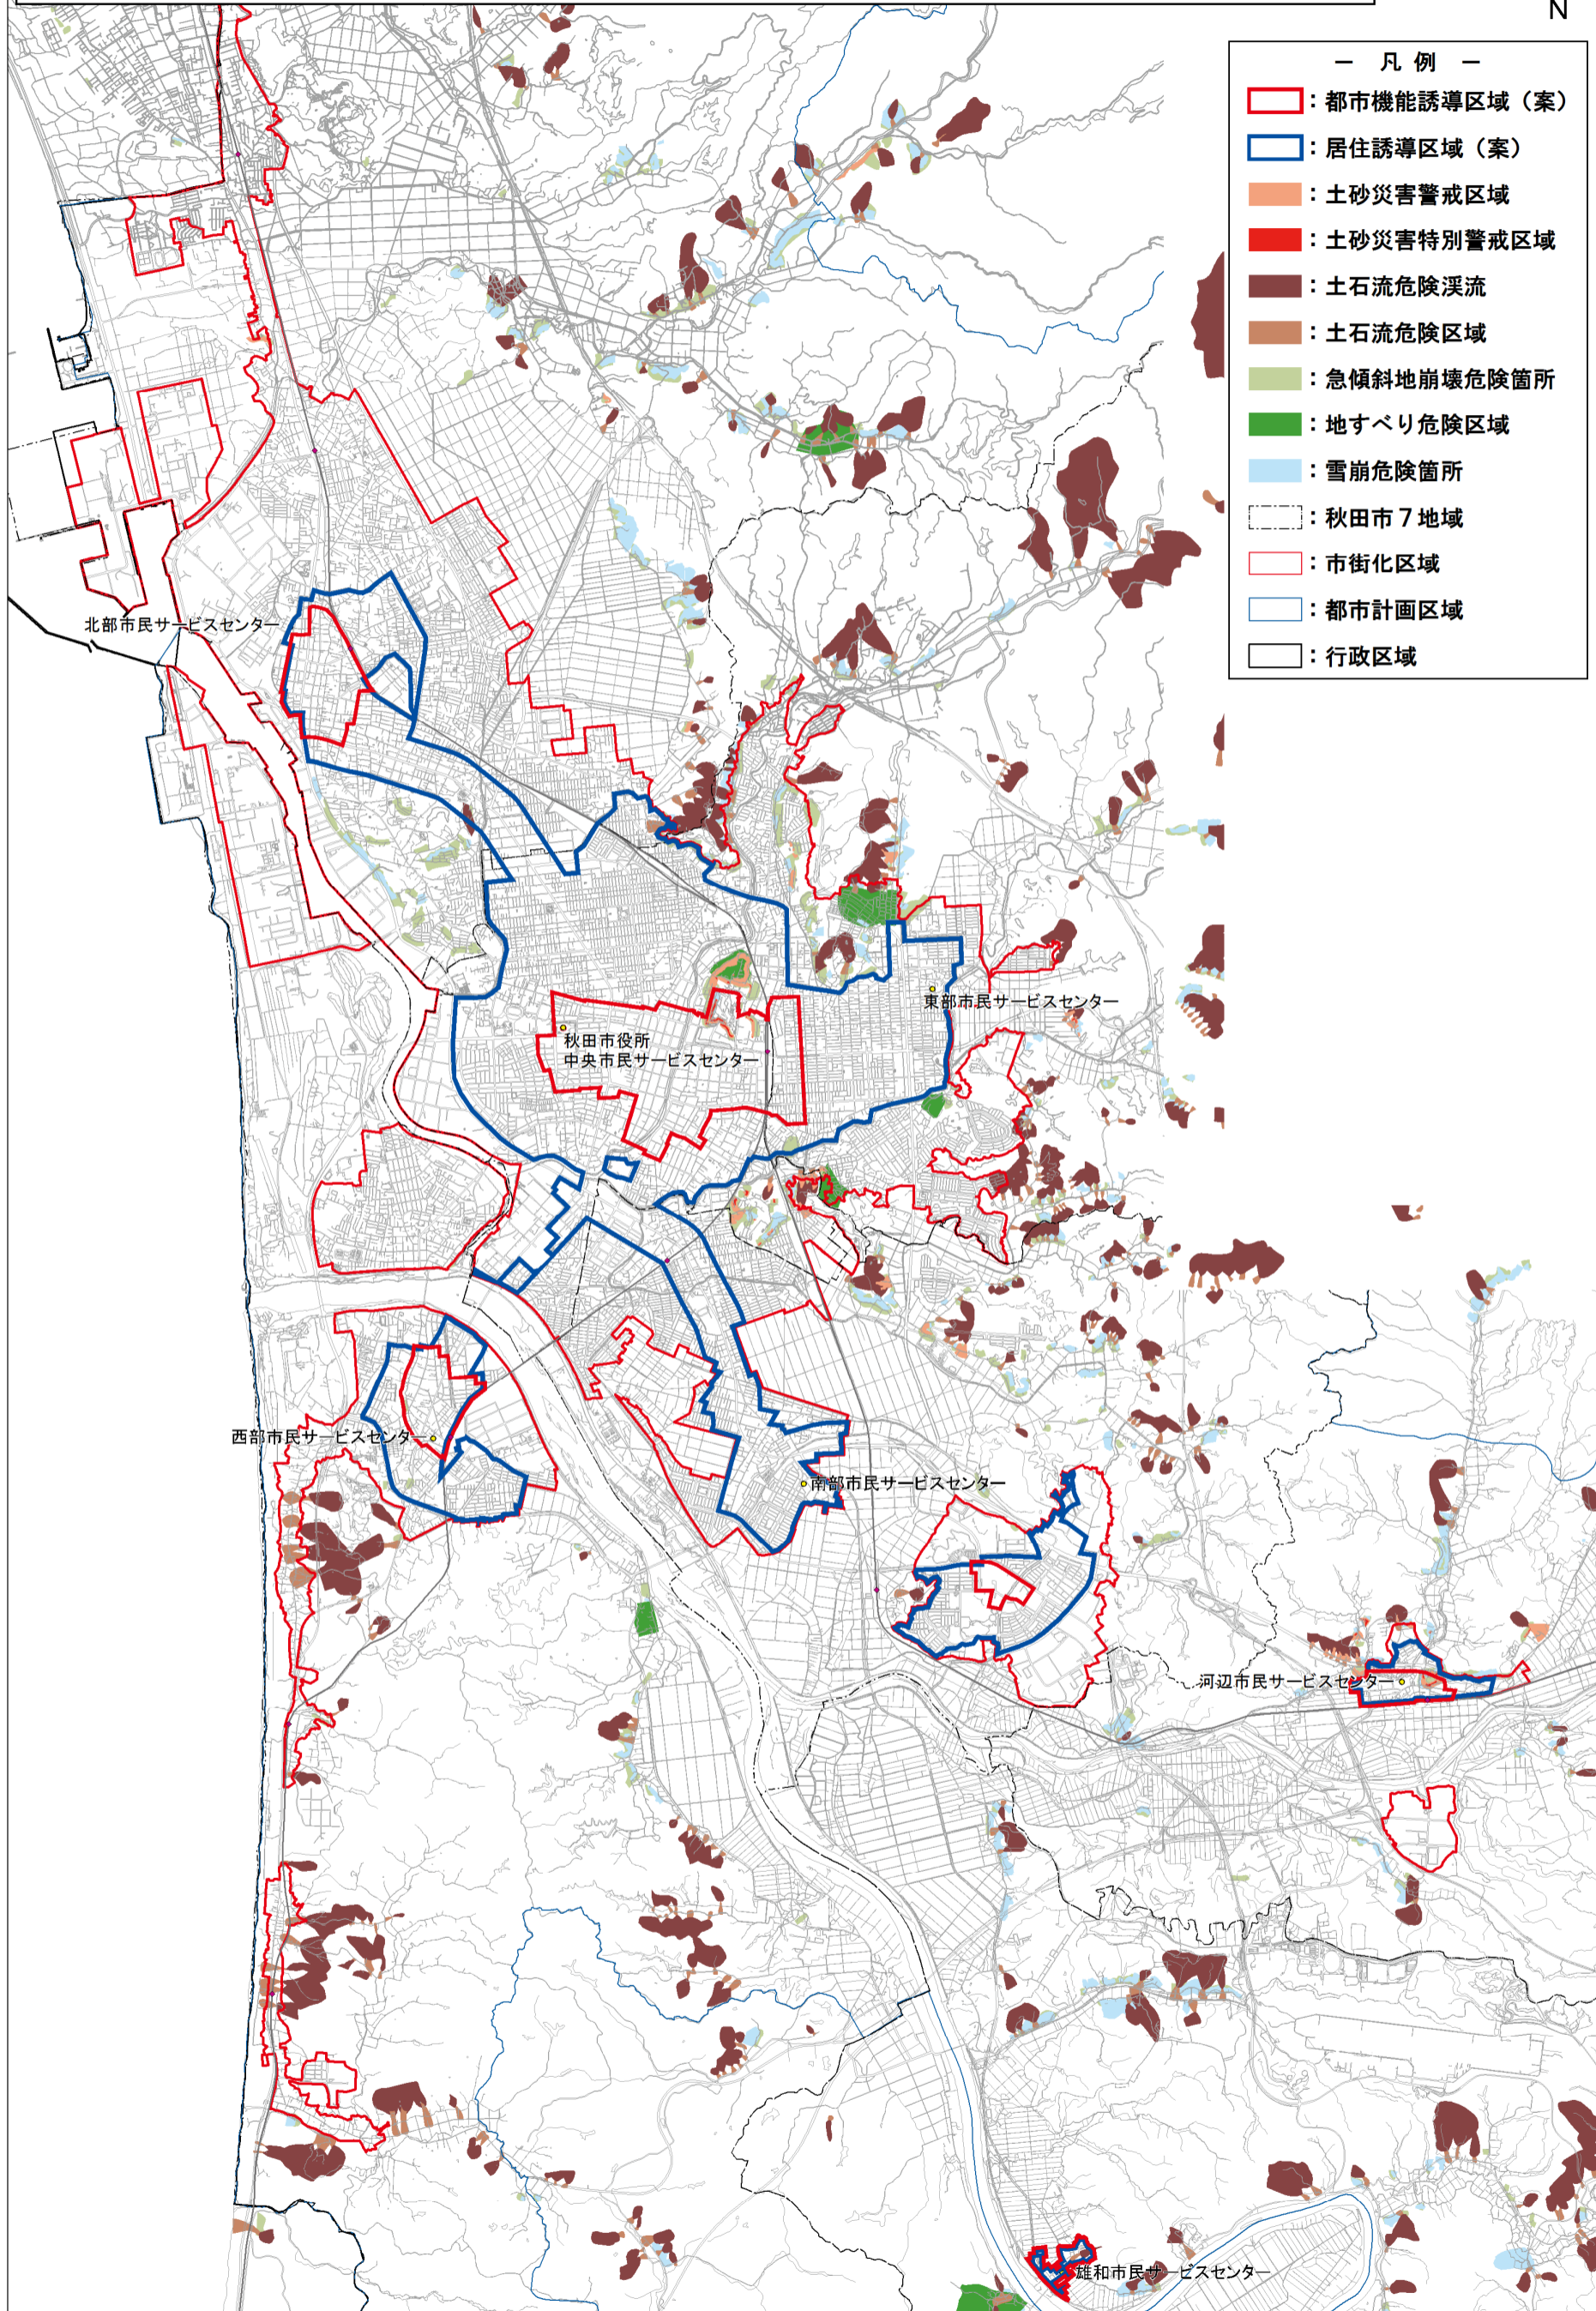 N
— 凡 例 —
：都市機能誘導区域（案）
：居住誘導区域（案）
：土砂災害警戒区域
：土砂災害特別警戒区域
：土石流危険渓流
：土石流危険区域
：急傾斜地崩壊危険箇所
：地すべり危険区域
：雪崩危険箇所
：秋田市７地域
：市街化区域
：都市計画区域
：行政区域
北部市民サービスセンター
東部市民サービスセンター
秋田市役所
中央市民サービスセンター
西部市民サービスセンター
南部市民サービスセンター
河辺市民サービスセンター
雄和市民サービスセンター